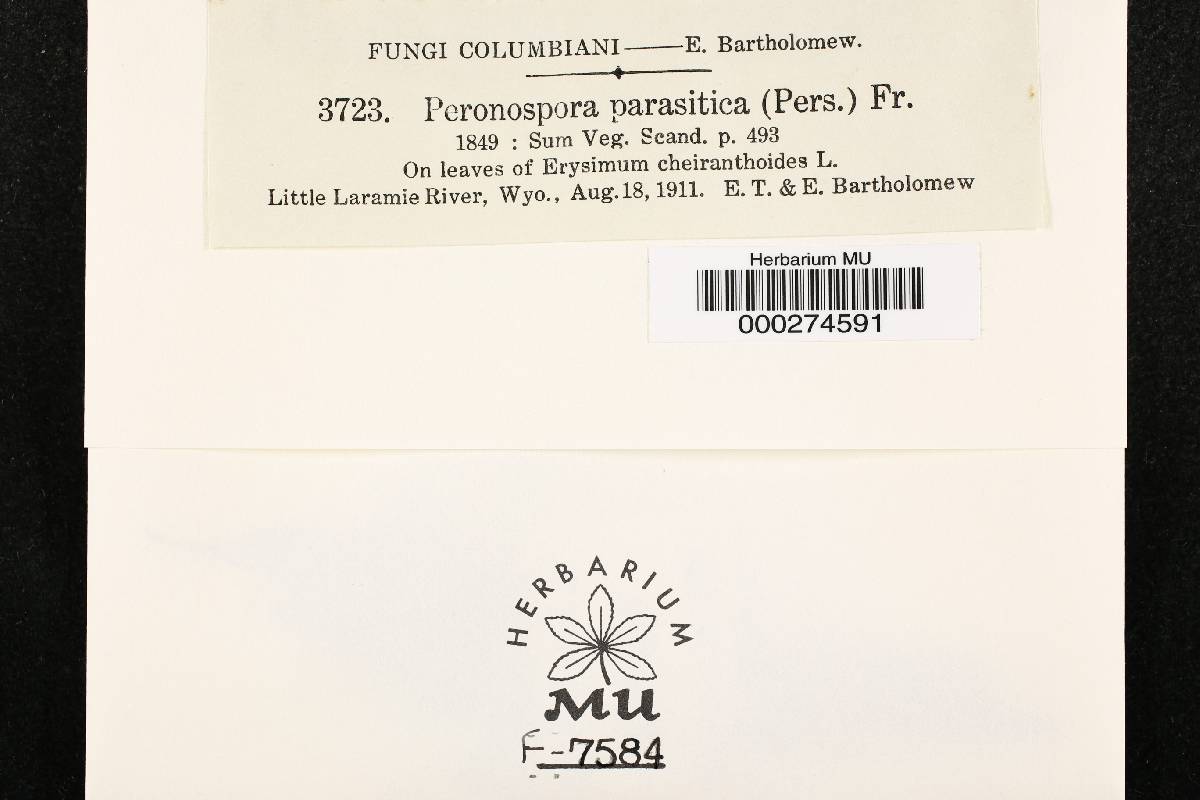 FUNGI COLUMBIANI—E. Bartholomew.
3723. Peronospora parasitica (Pers.) Fr.
1849 : Sum Veg. Scand. p. 493
On leaves of Erysimum cheiranthoides L.
Little Laramie River, Wyo., Aug. 18, 1911. E. T. & E. Bartholomew
Herbarium MU
000274591
HERBARIUM
MU
F-7584